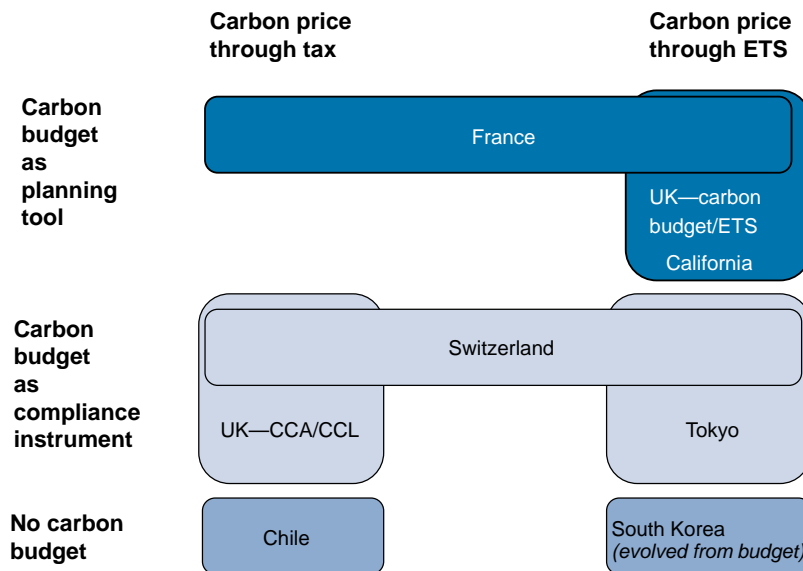 Carbon price
through tax
Carbon price
through ETS
Carbon
budget
as
planning
tool
France
UK—carbon
budget/ETS
California
Carbon
budget
as
compliance
instrument
Switzerland
UK—CCA/CCL
Tokyo
No carbon
budget
Chile
South Korea
(evolved from budget)